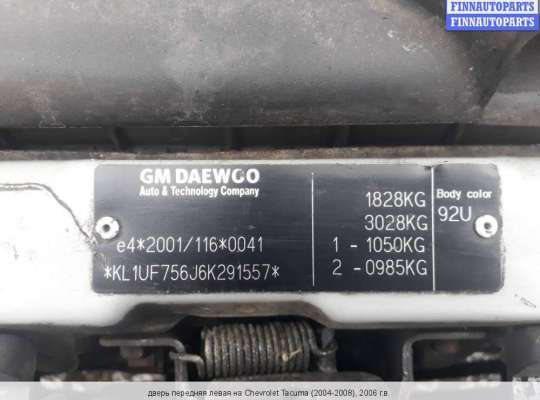 FINNAUTOPARTS
FINNAUTOPARTS
FINNAUTOPARTS
GM DAEWOO
Auto & Technology Company
e4*2001/116*0041
*KL1UF756J6K291557*
1828KG
3028KG
1 - 1050KG
2 - 0985KG
Body color
92U
дверь передняя левая на Chevrolet Tacuma (2004-2008), 2006 г.в.